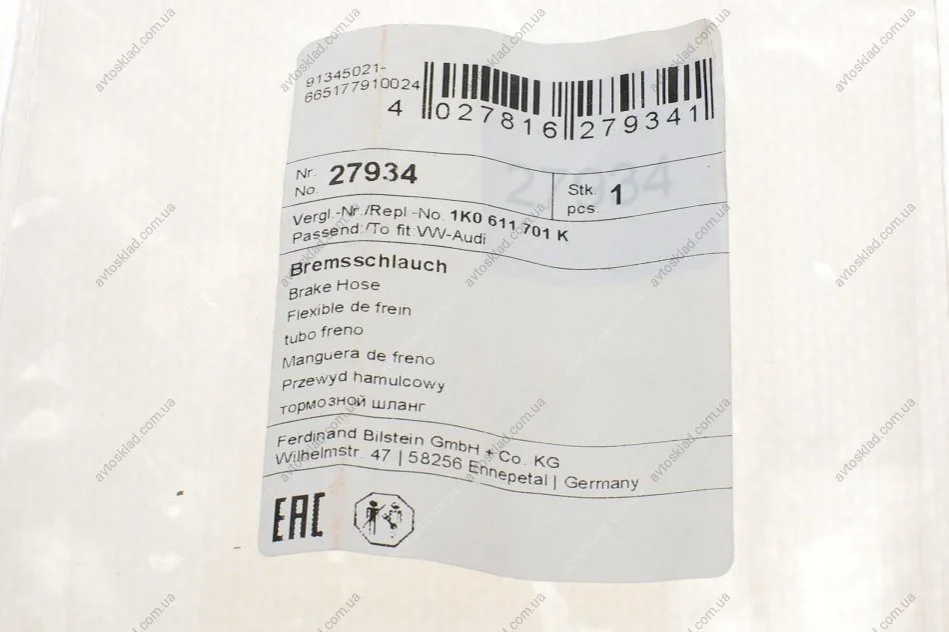 91345021-
665177910024
4 027816 279341
Nr.
No. 27934
Stk.
pcs. 1
Vergl.-Nr./Repl.-No. 1K0 611 701 K
Passend:/To fit:VW-Audi
Bremsschlauch
Brake Hose
Flexible de frein
tubo freno
Manguera de freno
Przewyd hamulcowy
тормозной шланг
Ferdinand Bilstein GmbH + Co. KG
Wilhelmstr. 47 | 58256 Ennepetal | Germany
EAC
27934
avtosklad.com.ua